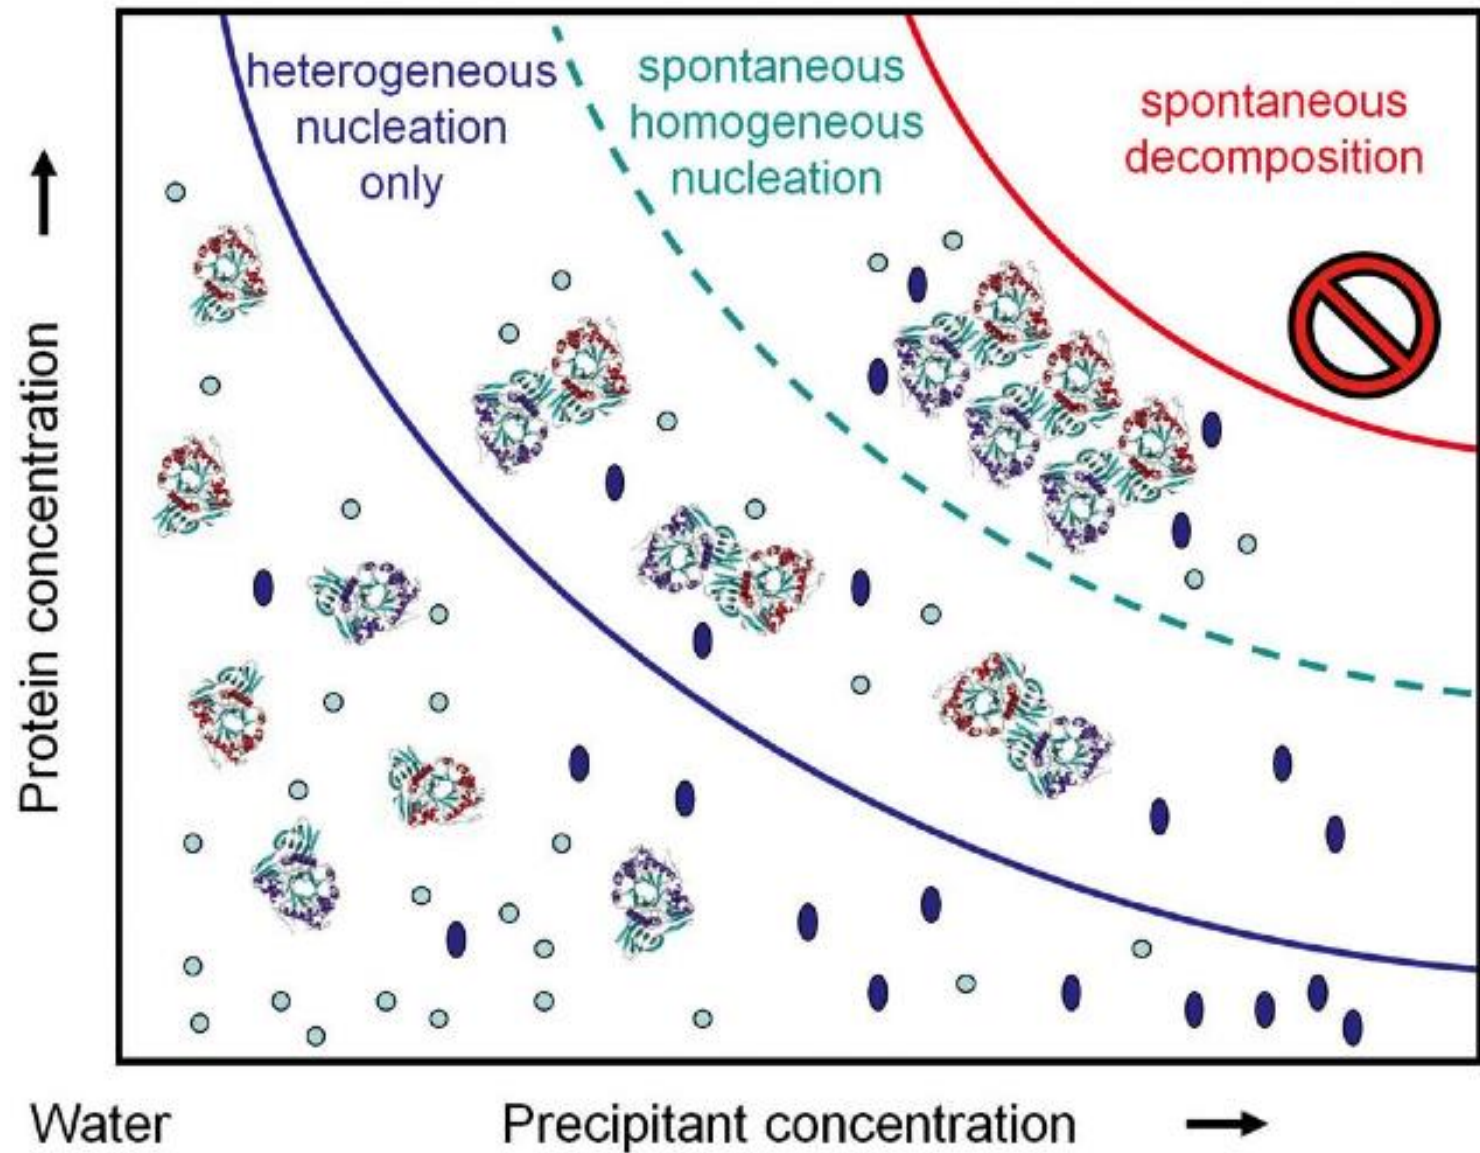 heterogeneous
nucleation
only
spontaneous
homogeneous
nucleation
spontaneous
decomposition
Protein concentration
Water
Precipitant concentration